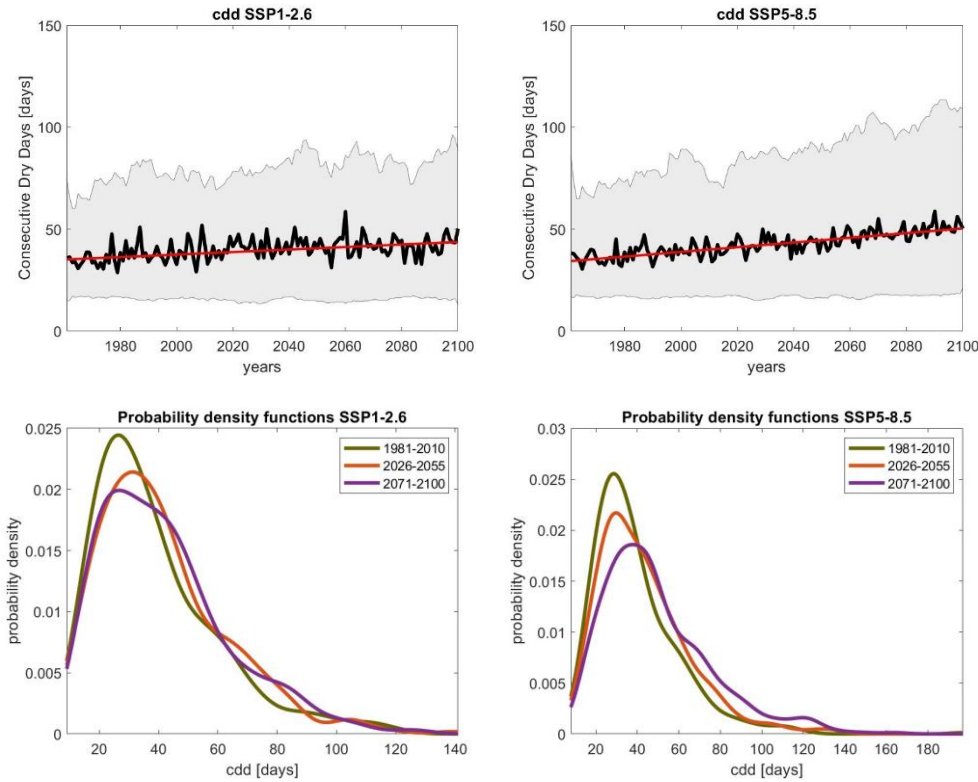 cdd SSP1-2.6
150
100
50
0
Consecutive Dry Days [days]
1980 2000 2020 2040 2060 2080 2100
years
cdd SSP5-8.5
150
100
50
0
Consecutive Dry Days [days]
1980 2000 2020 2040 2060 2080 2100
years
Probability density functions SSP1-2.6
0.025
0.02
0.015
0.01
0.005
0
probability density
1981-2010
2026-2055
2071-2100
20 40 60 80 100 120 140
cdd [days]
Probability density functions SSP5-8.5
0.03
0.025
0.02
0.015
0.01
0.005
0
probability density
1981-2010
2026-2055
2071-2100
20 40 60 80 100 120 140 160 180
cdd [days]